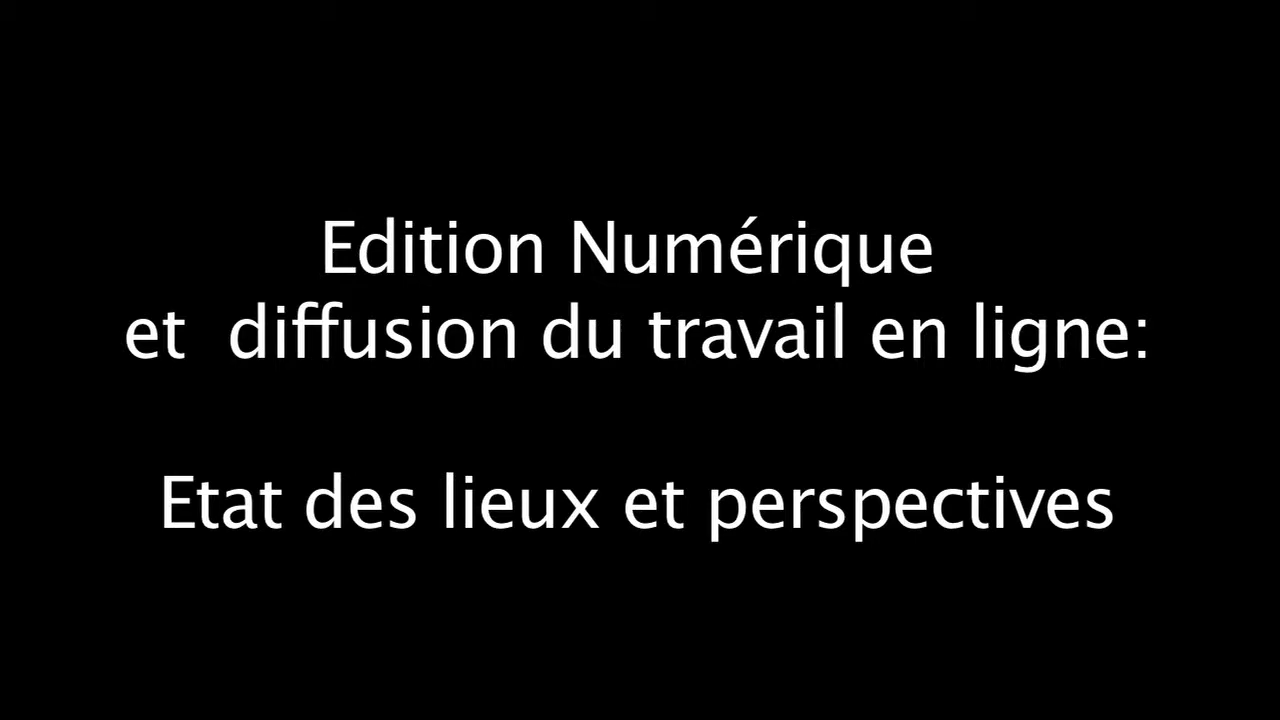 Edition Numérique
et  diffusion du travail en ligne:
Etat des lieux et perspectives